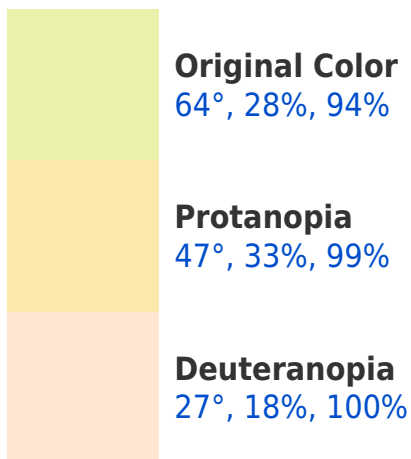 Original Color
64°, 28%, 94%
Protanopia
47°, 33%, 99%
Deuteranopia
27°, 18%, 100%